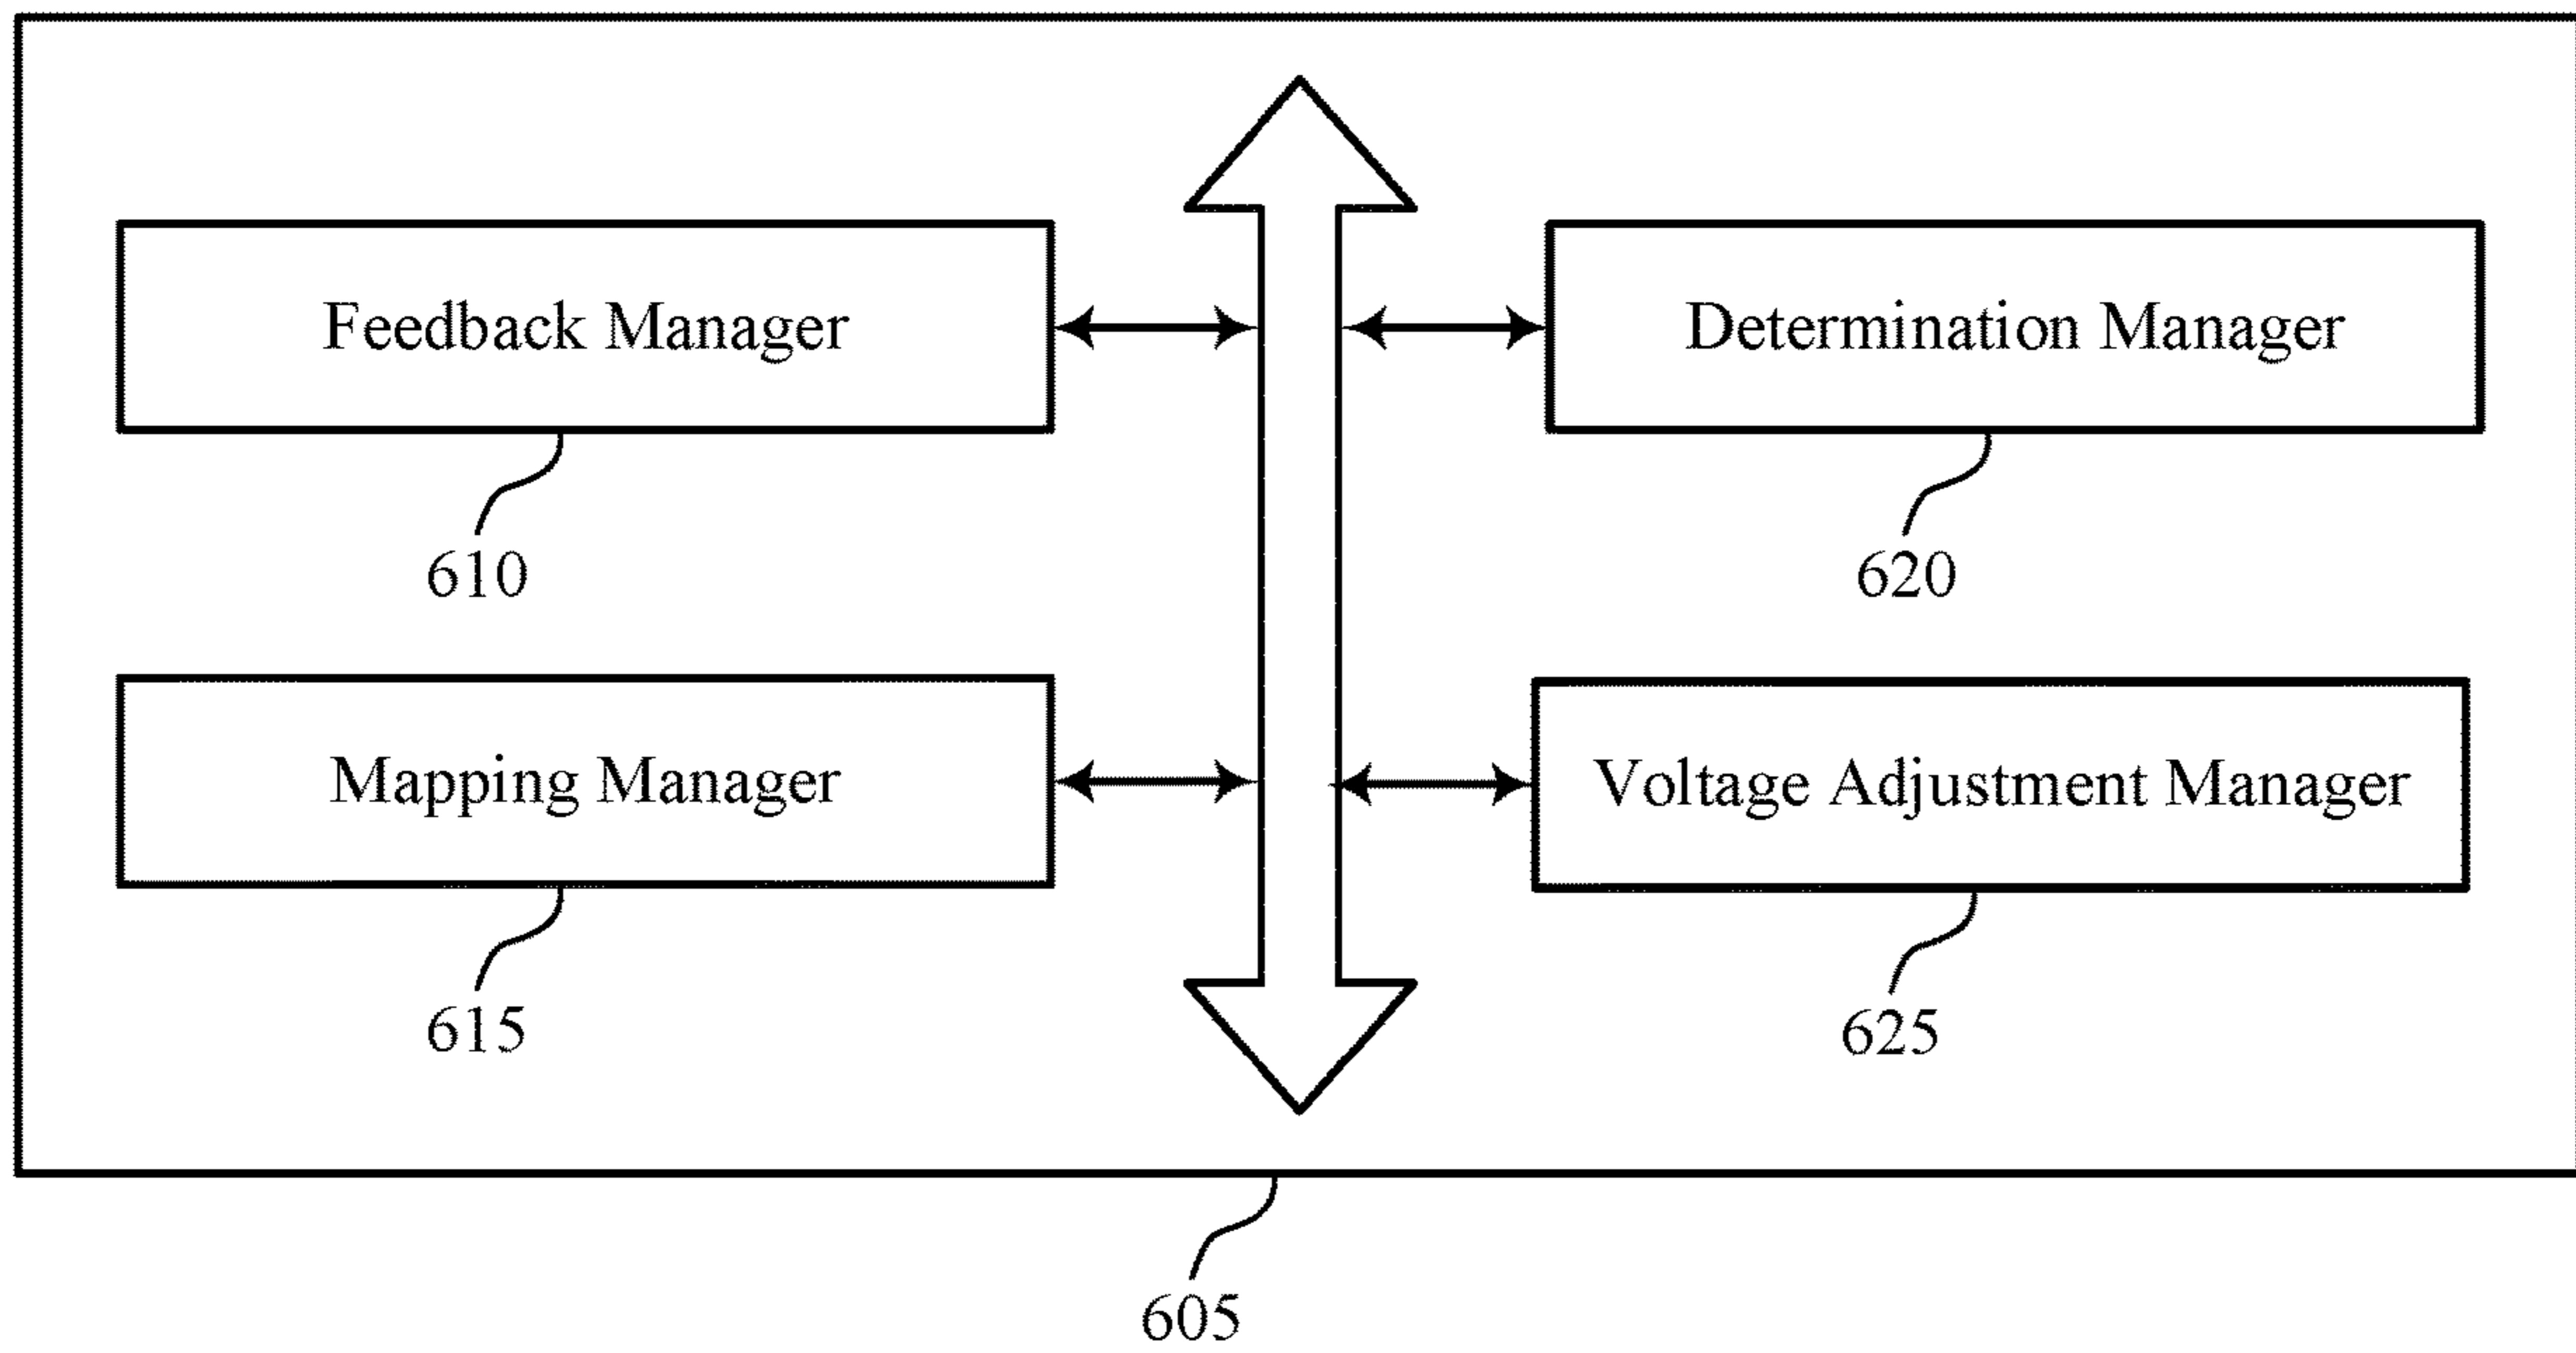 Feedback Manager
610
Determination Manager
620
Mapping Manager
615
Voltage Adjustment Manager
625
605